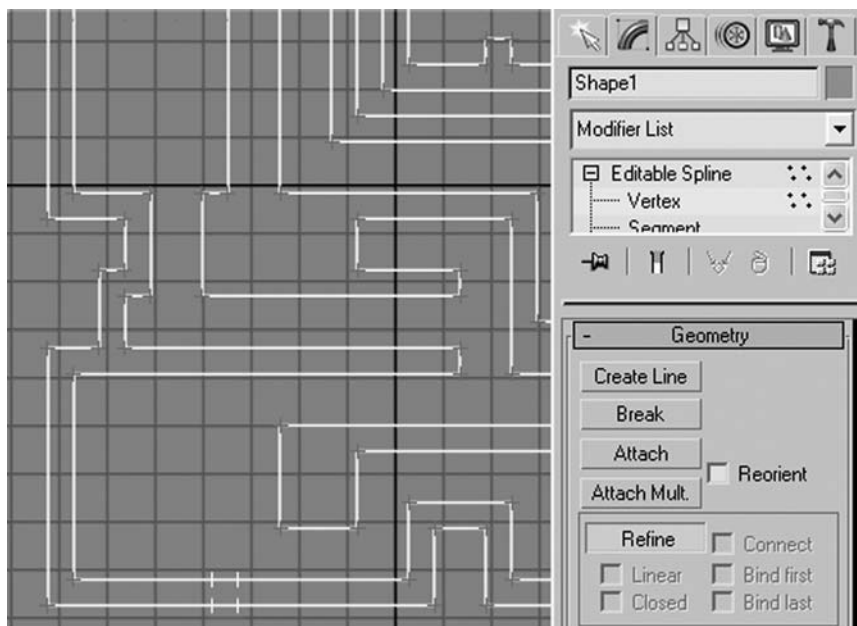 Shape1
Modifier List
Editable Spline
Vertex
Segment
- Geometry
Create Line
Break
Attach
Reorient
Attach Mult.
Refine Connect
Linear Bind first
Closed Bind last